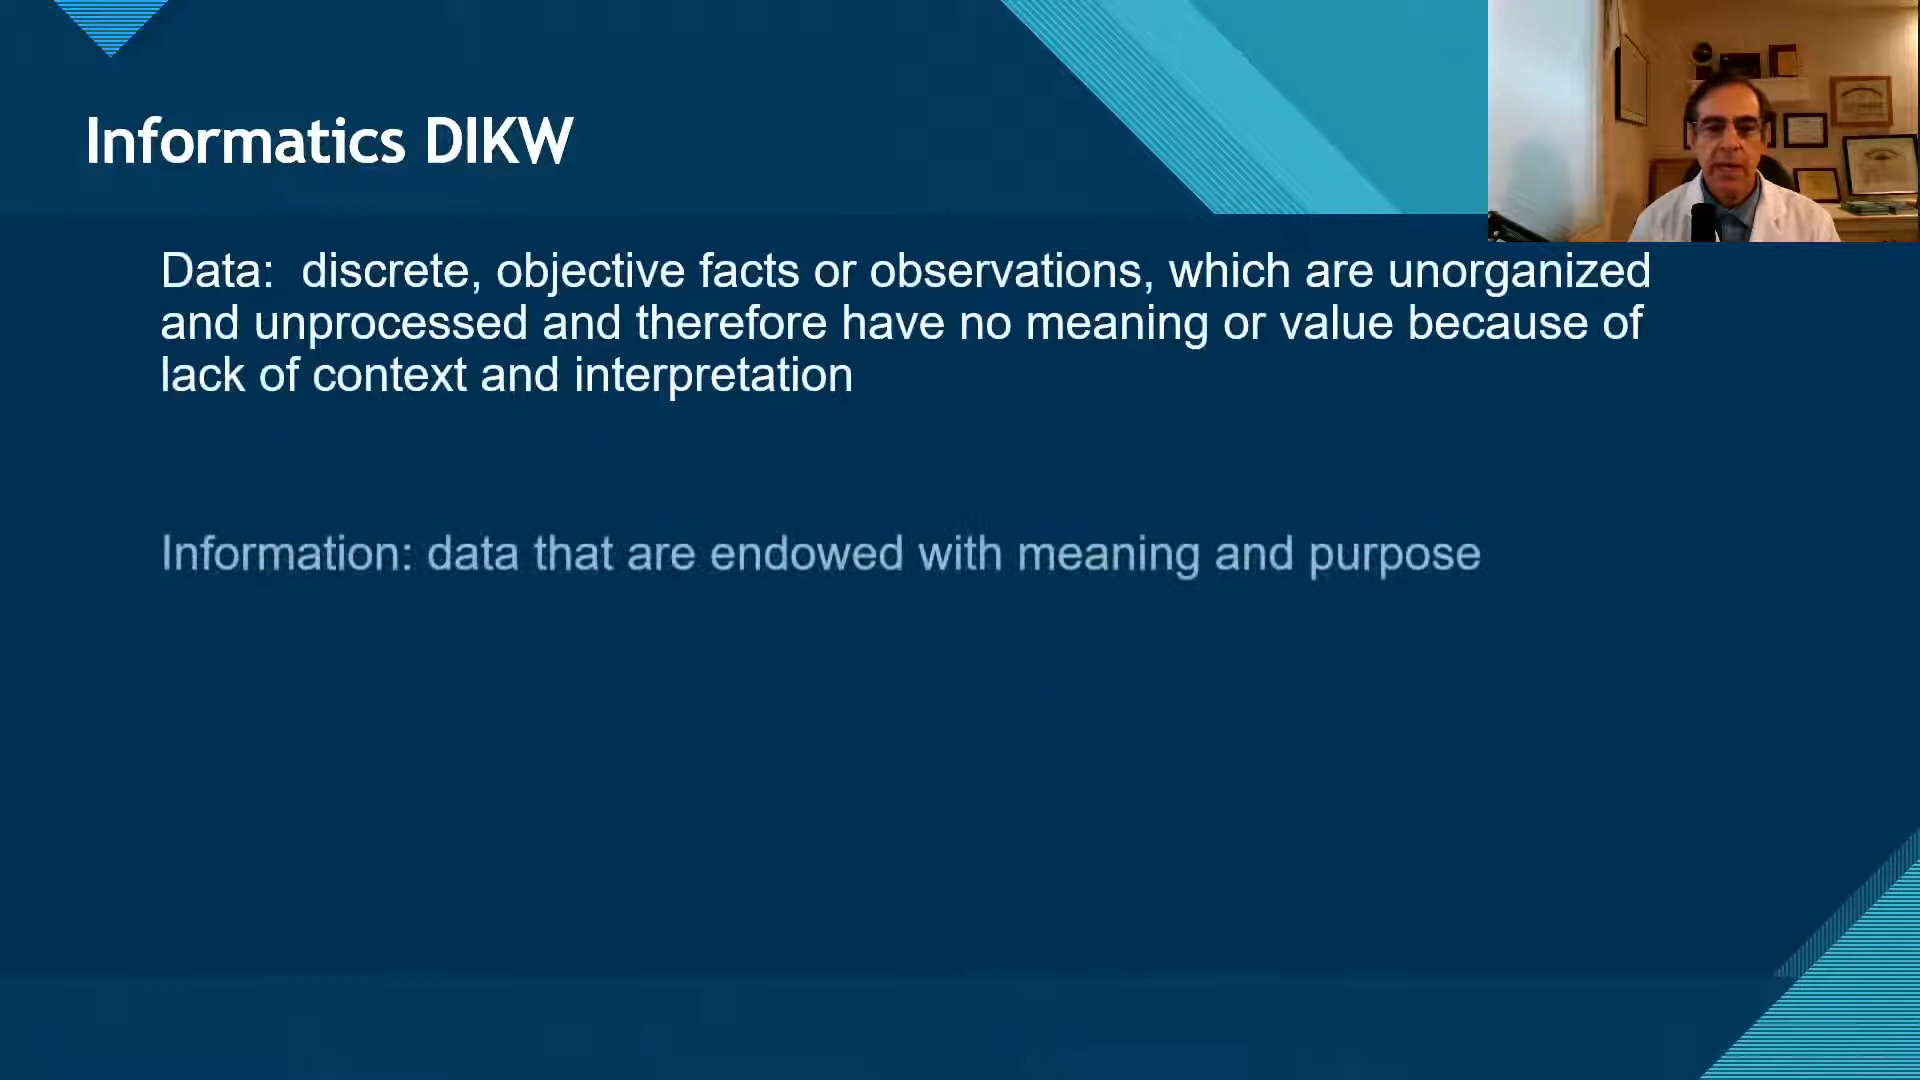 Informatics DIKW
Data:  discrete, objective facts or observations, which are unorganized
and unprocessed and therefore have no meaning or value because of
lack of context and interpretation
Information: data that are endowed with meaning and purpose